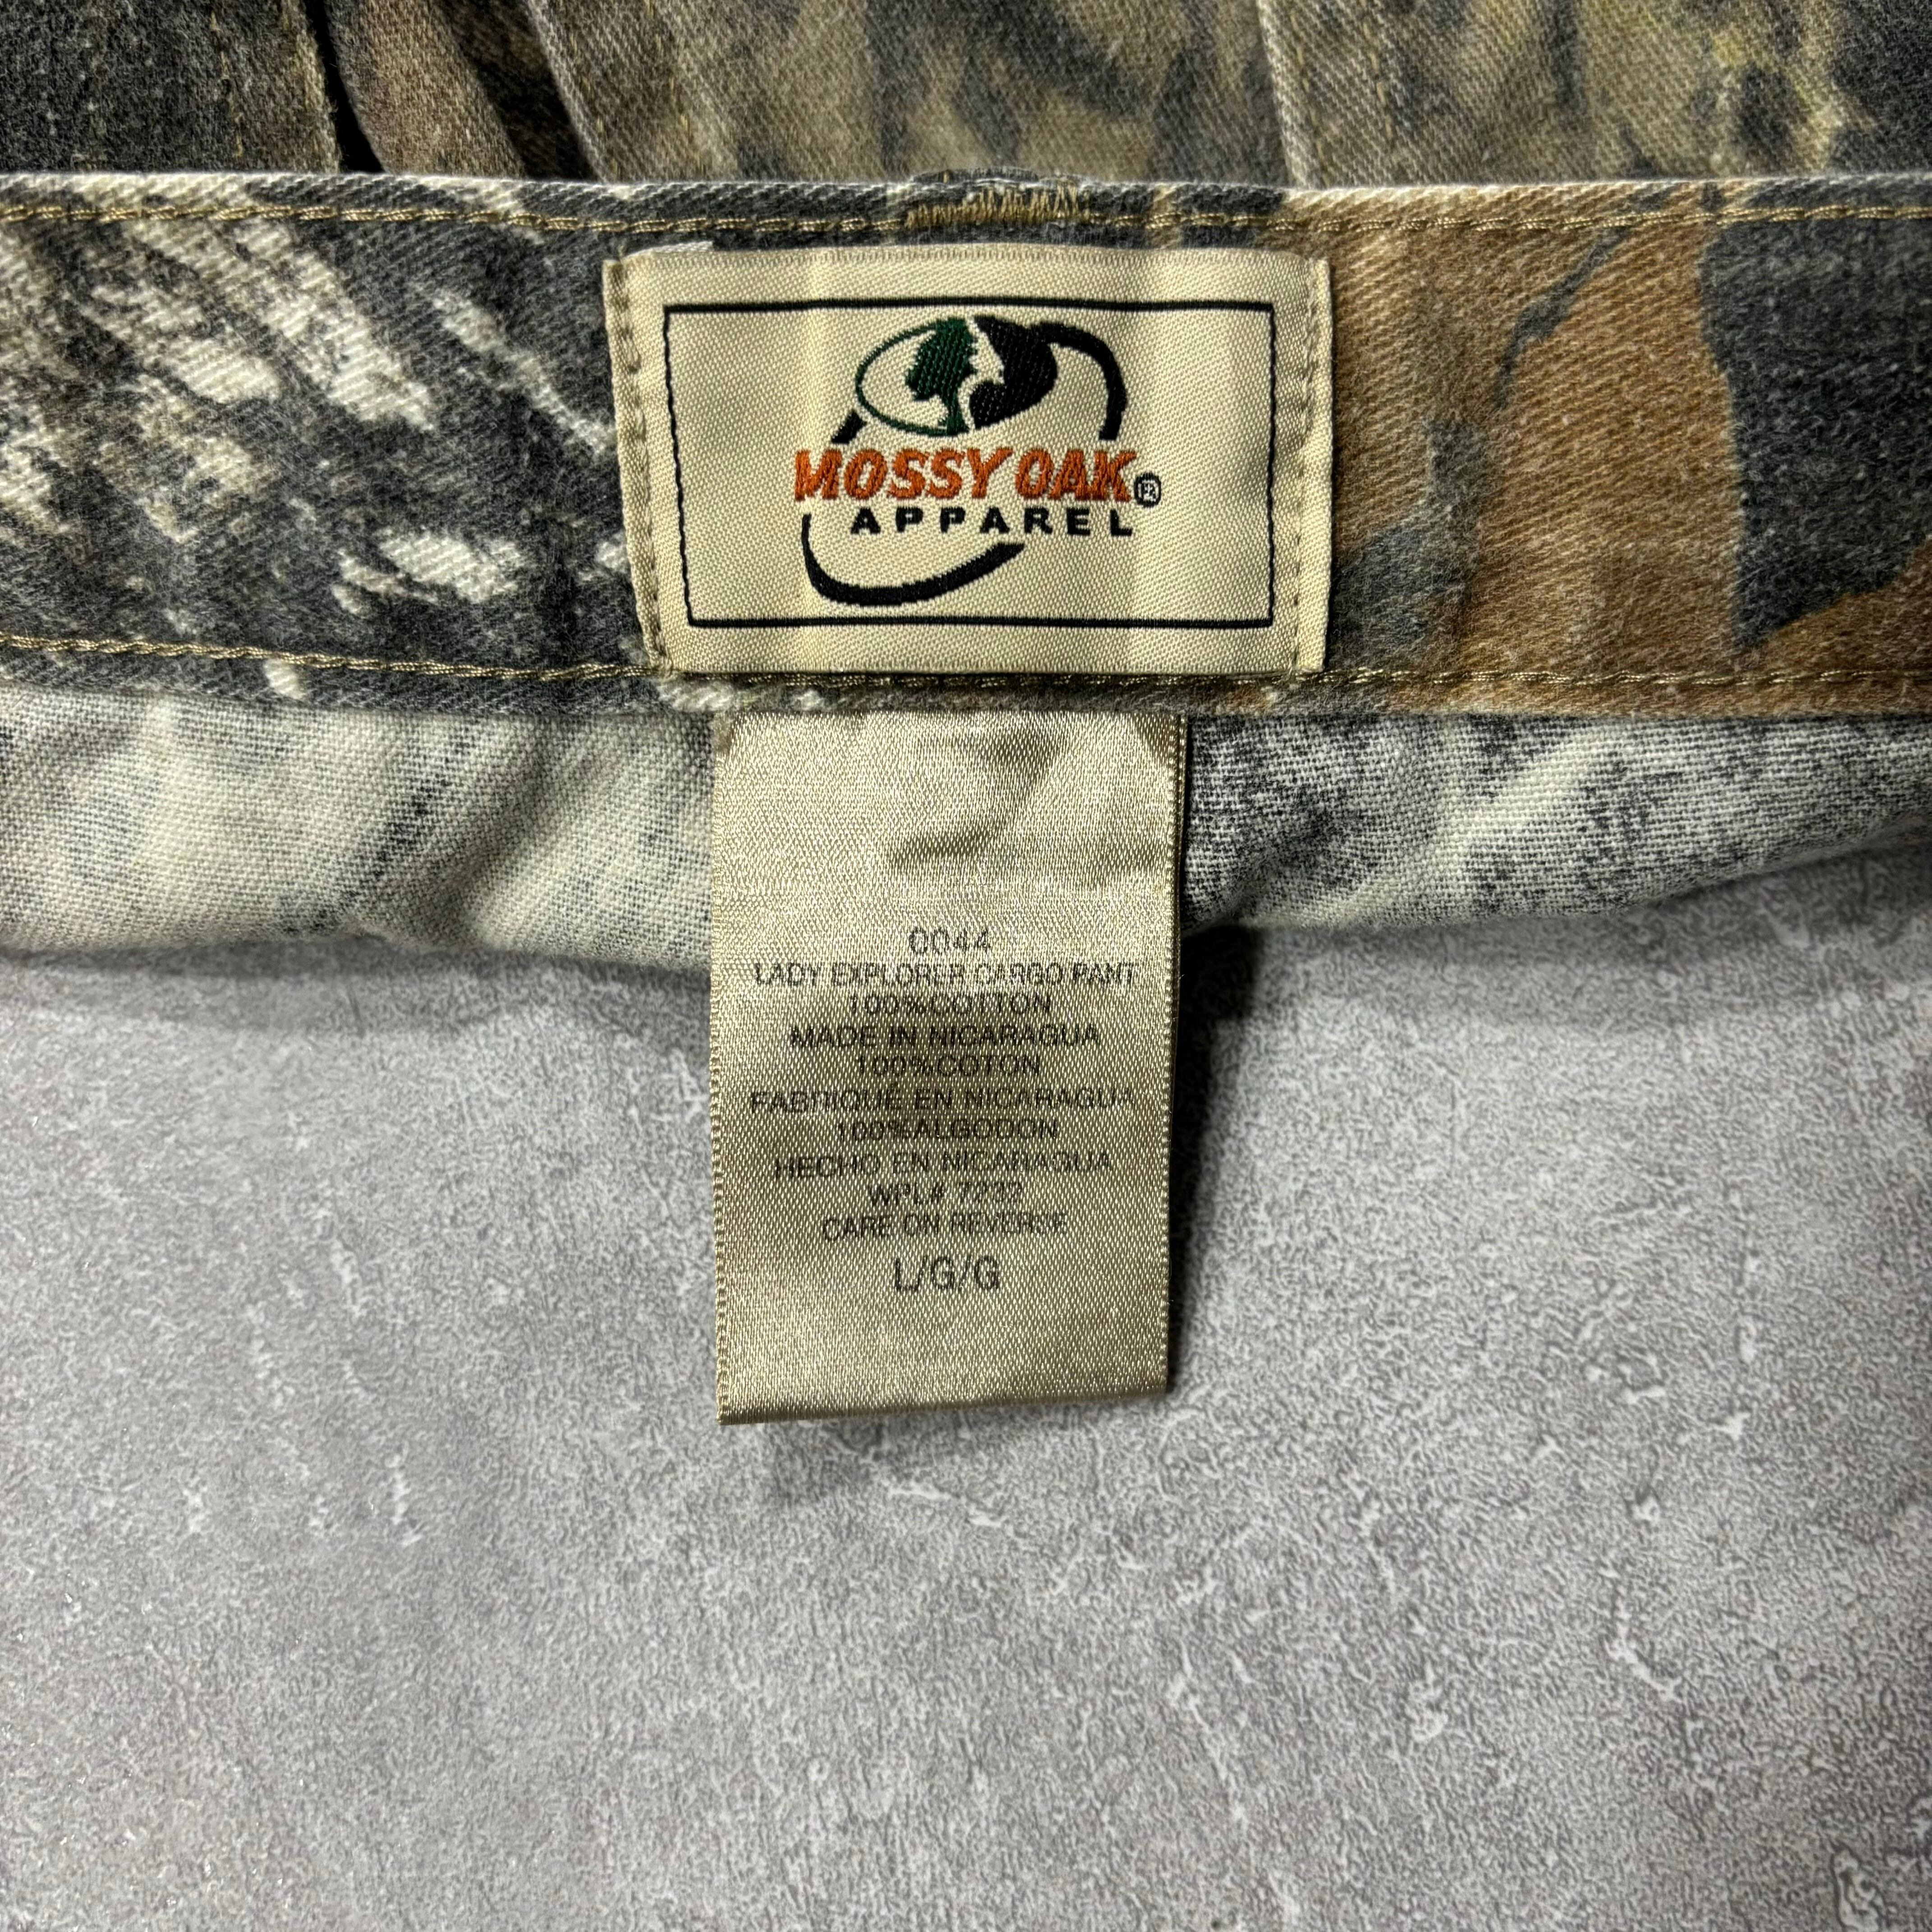 MOSSY OAK®
APPAREL
0044
LADY EXPLORER CARGO PANT
100%COTTON
MADE IN NICARAGUA
100%COTON
FABRIQUÉ EN NICARAGUA
100%ALGODON
HECHO EN NICARAGUA
WPL# 7232
CARE ON REVERSE
L/G/G